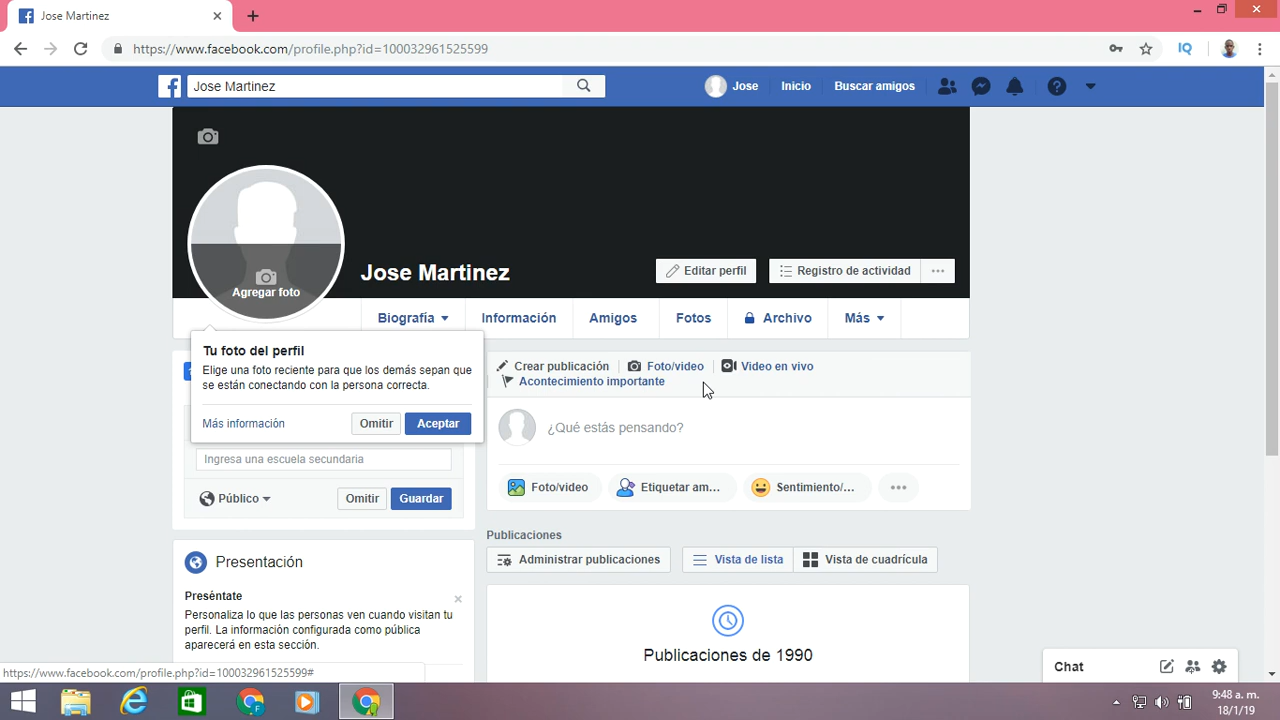 Jose Martinez
https://www.facebook.com/profile.php?id=100032961525599
IQ
Jose Martinez
Jose
Inicio
Buscar amigos
Agregar foto
Jose Martinez
Editar perfil
Registro de actividad
Biografía
Información
Amigos
Fotos
Archivo
Más
Tu foto del perfil
Elige una foto reciente para que los demás sepan que
se están conectando con la persona correcta.
Más información
Omitir
Aceptar
Ingresa una escuela secundaria
Público
Omitir
Guardar
Presentación
Preséntate
Personaliza lo que las personas ven cuando visitan tu
perfil. La información configurada como pública
aparecerá en esta sección.
Crear publicación
Foto/video
Video en vivo
Acontecimiento importante
¿Qué estás pensando?
Foto/video
Etiquetar am...
Sentimiento/...
Publicaciones
Administrar publicaciones
Vista de lista
Vista de cuadrícula
Publicaciones de 1990
Chat
https://www.facebook.com/profile.php?id=100032961525599#
9:48 a. m.
18/1/19